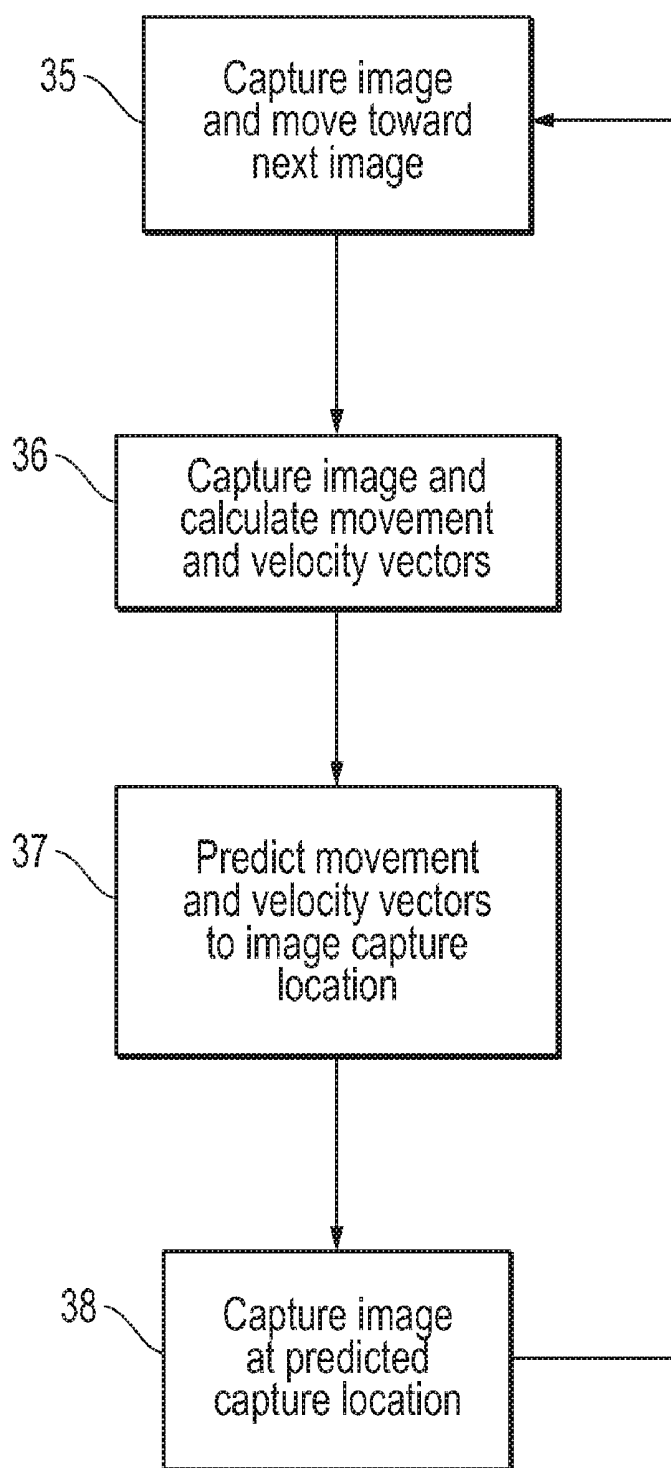 35
Capture image
and move toward
next image
36
Capture image and
calculate movement
and velocity vectors
37
Predict movement
and velocity vectors
to image capture
location
38
Capture image
at predicted
capture location